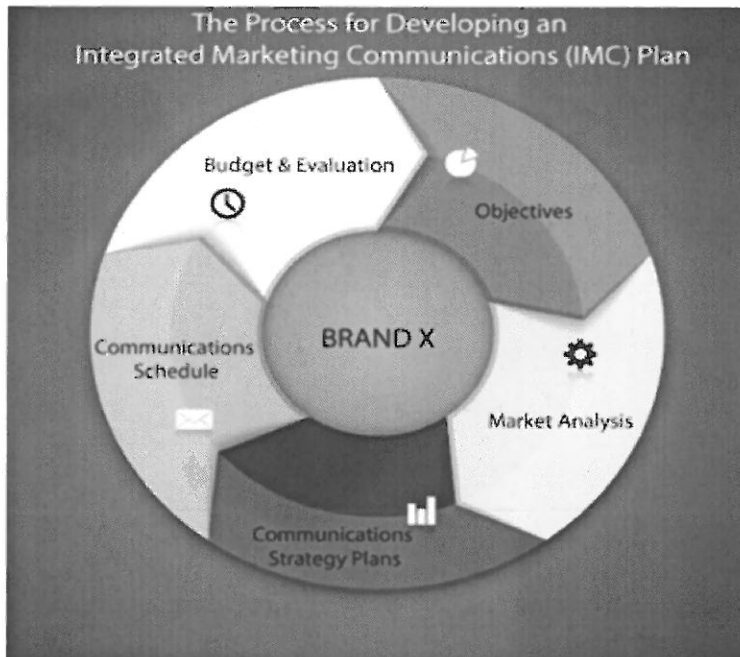 The Process for Developing an
Integrated Marketing Communications (IMC) Plan
Budget & Evaluation
Objectives
BRAND X
Communications
Schedule
Market Analysis
Communications
Strategy Plans